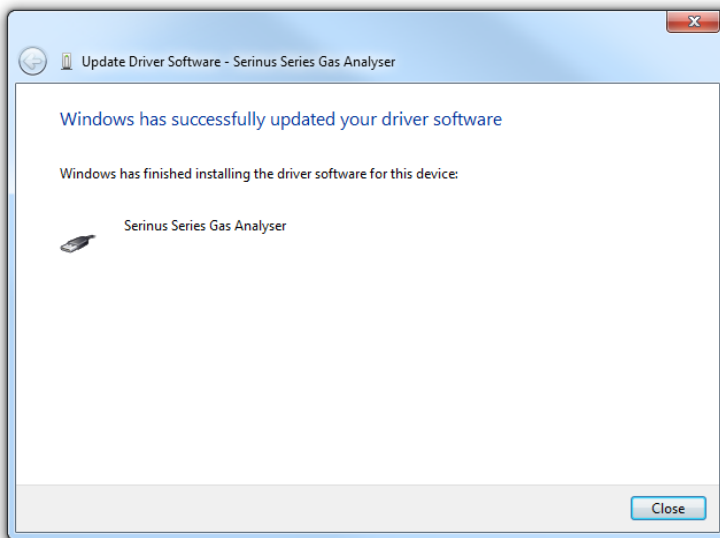 Update Driver Software - Serinus Series Gas Analyser
Windows has successfully updated your driver software
Windows has finished installing the driver software for this device:
Serinus Series Gas Analyser
Close